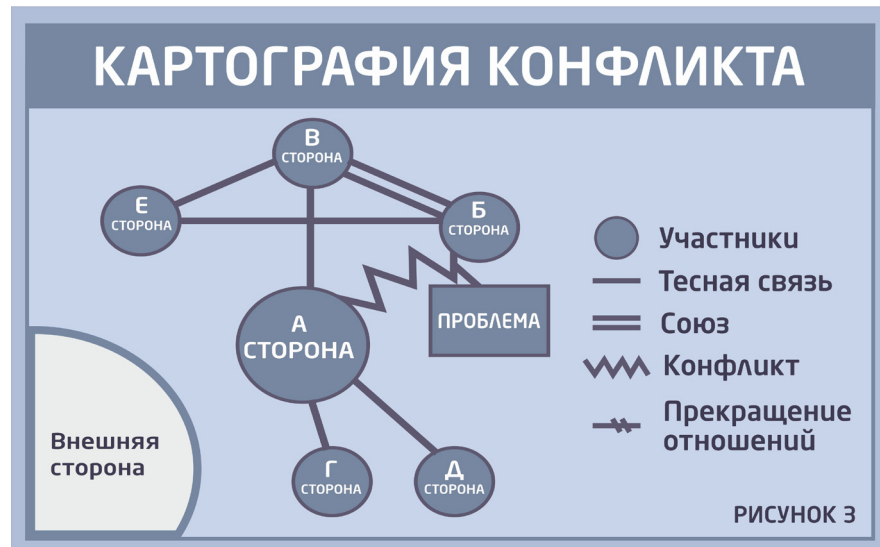 КАРТОГРАФИЯ КОНФЛИКТА
В
СТОРОНА
Е
СТОРОНА
Б
СТОРОНА
А
СТОРОНА
ПРОБЛЕМА
Г
СТОРОНА
Д
СТОРОНА
Внешняя
сторона
Участники
Тесная связь
Союз
Конфликт
Прекращение
отношений
РИСУНОК 3